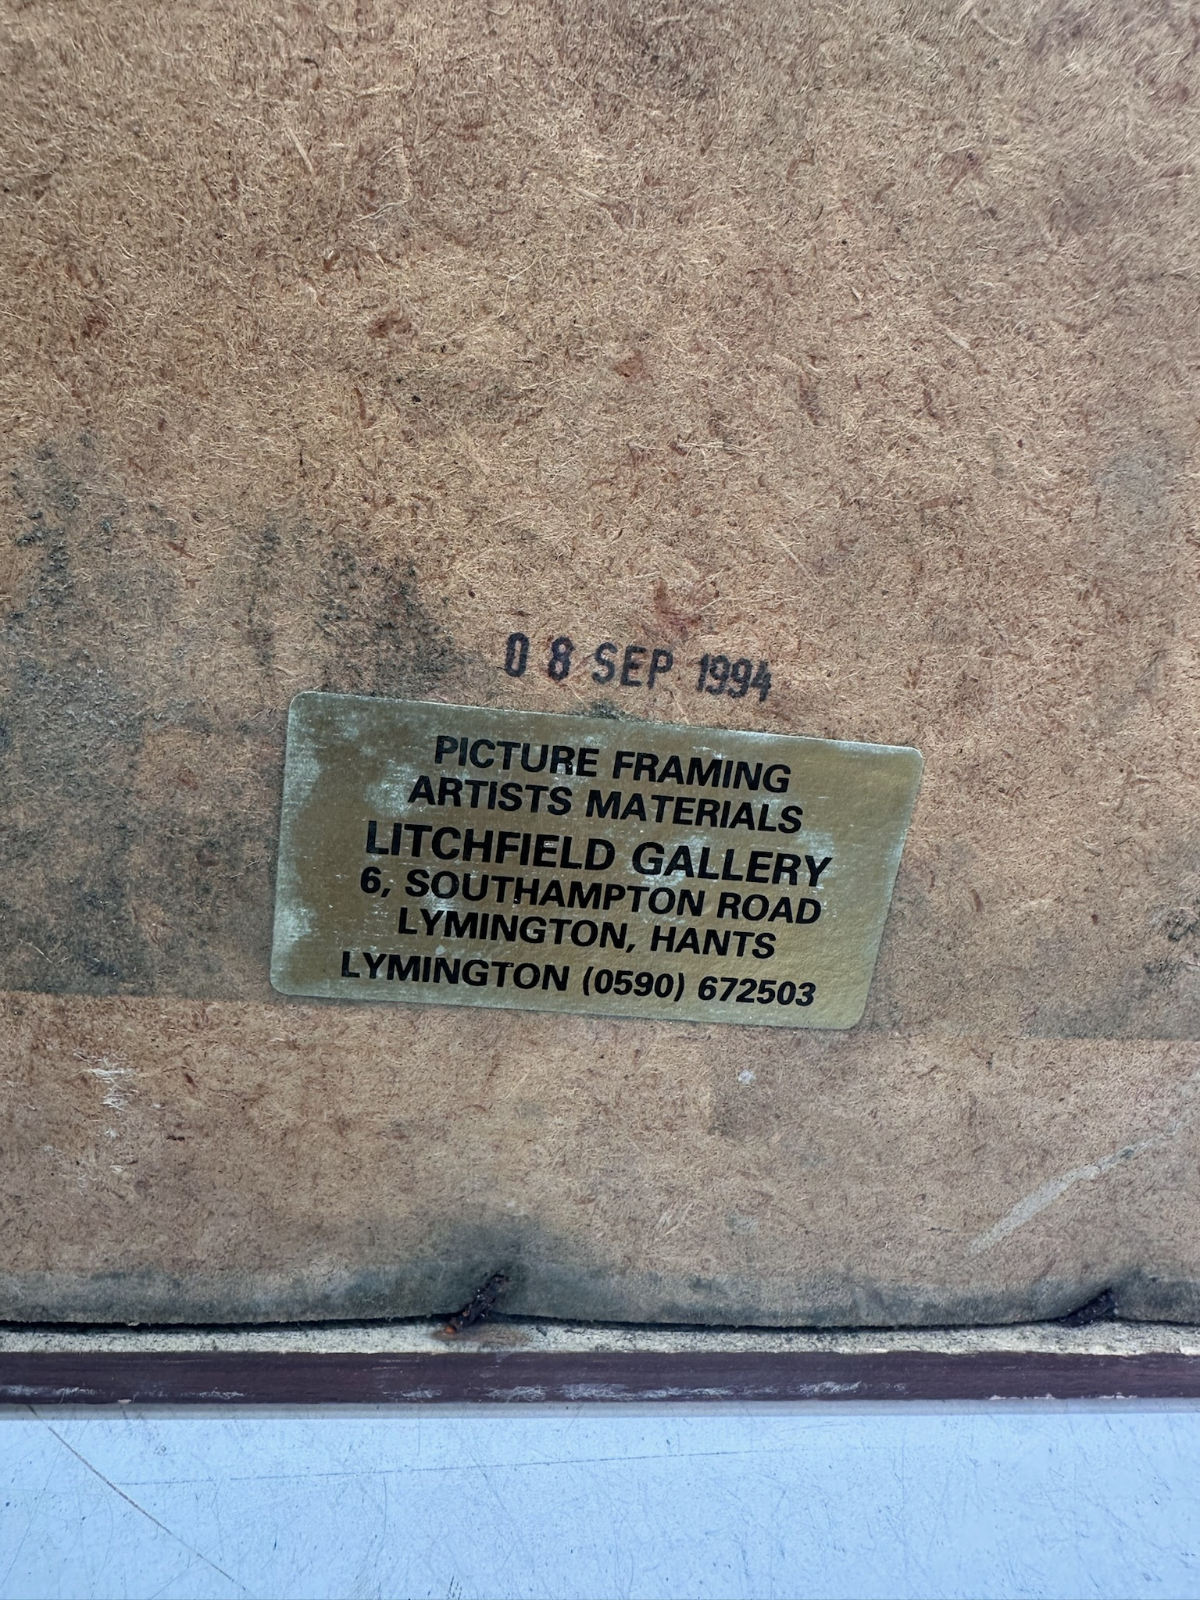 08 SEP 1994
PICTURE FRAMING
ARTISTS MATERIALS
LITCHFIELD GALLERY
6, SOUTHAMPTON ROAD
LYMINGTON, HANTS
LYMINGTON (0590) 672503